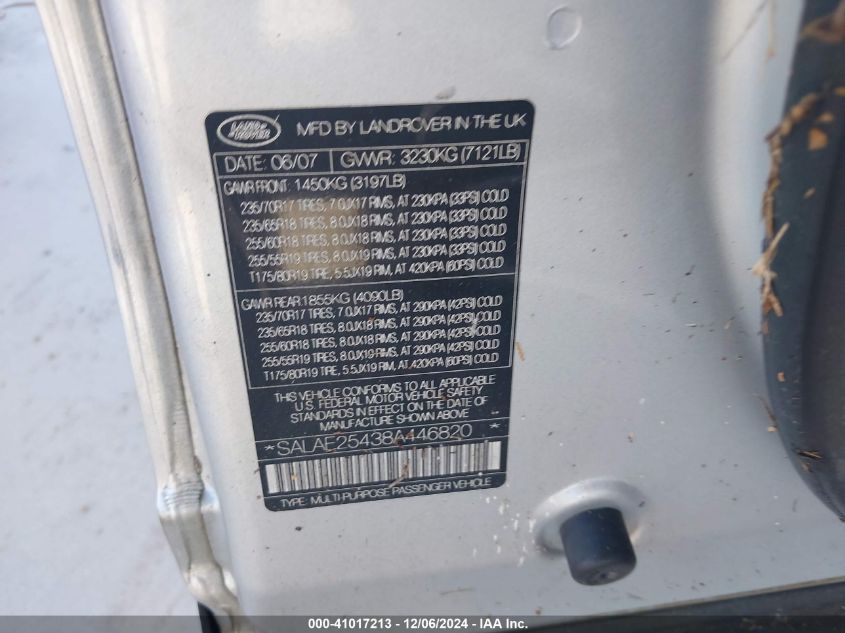 LAND ROVER
MFD BY LANDROVER IN THE UK
DATE: 06/07 GVWR: 3230KG (7121LB)
GAWR FRONT: 1450KG (3197LB)
235/70R17 TIRES, 7.0JX17 RIMS, AT 230KPA (33PSI) COLD
235/65R18 TIRES, 8.0JX18 RIMS, AT 230KPA (33PSI) COLD
255/60R18 TIRES, 8.0JX18 RIMS, AT 230KPA (33PSI) COLD
255/55R19 TIRES, 8.0JX19 RIMS, AT 230KPA (33PSI) COLD
T175/80R19 TIRE, 5.5JX19 RIM, AT 420KPA (60PSI) COLD
GAWR REAR: 1855KG (4090LB)
235/70R17 TIRES, 7.0JX17 RIMS, AT 290KPA (42PSI) COLD
235/65R18 TIRES, 8.0JX18 RIMS, AT 290KPA (42PSI) COLD
255/60R18 TIRES, 8.0JX18 RIMS, AT 290KPA (42PSI) COLD
255/55R19 TIRES, 8.0JX19 RIMS, AT 290KPA (42PSI) COLD
T175/80R19 TIRE, 5.5JX19 RIM, AT 420KPA (60PSI) COLD
THIS VEHICLE CONFORMS TO ALL APPLICABLE
U.S. FEDERAL MOTOR VEHICLE SAFETY
STANDARDS IN EFFECT ON THE DATE OF
MANUFACTURE SHOWN ABOVE
*SALAE25438A446820*
TYPE: MULTI-PURPOSE PASSENGER VEHICLE
000-41017213 - 12/06/2024 - IAA Inc.